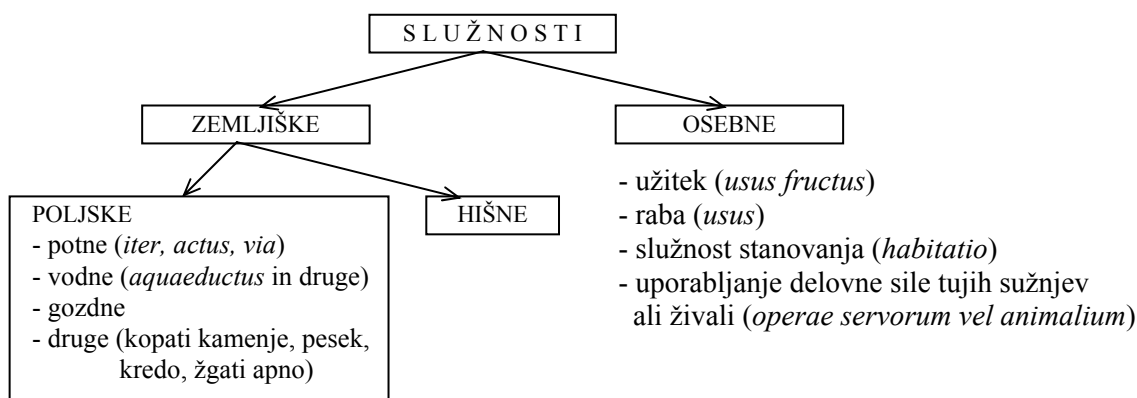 S L U Ž N O S T I
ZEMLJIŠKE
OSEBNE
POLJSKE
- potne (iter, actus, via)
- vodne (aquaeductus in druge)
- gozdne
- druge (kopati kamenje, pesek,
kredo, žgati apno)
HIŠNE
- užitek (usus fructus)
- raba (usus)
- služnost stanovanja (habitatio)
- uporabljanje delovne sile tujih sužnjev
ali živali (operae servorum vel animalium)